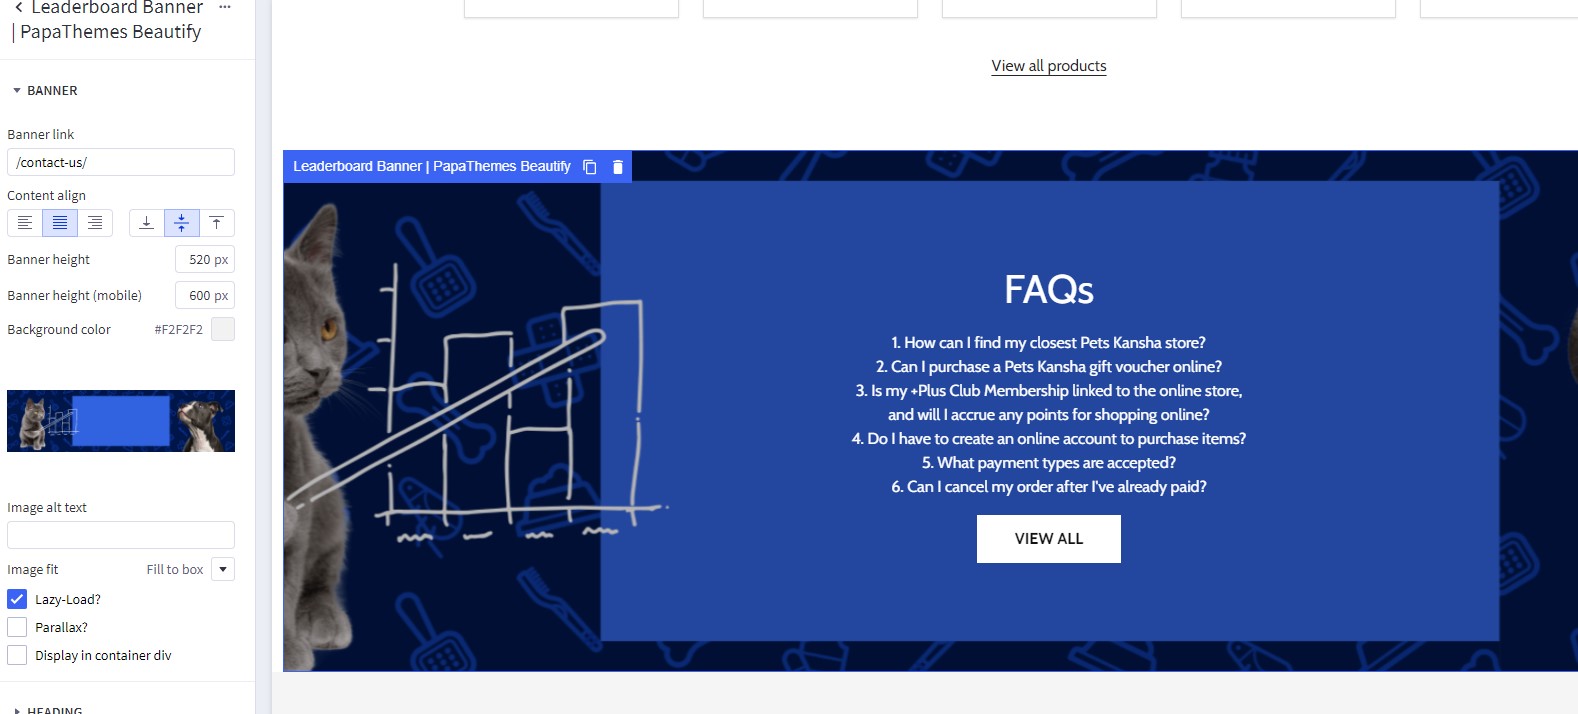 Leaderboard Banner
| PapaThemes Beautify
BANNER
Banner link
/contact-us/
Content align
Banner height 520 px
Banner height (mobile) 600 px
Background color #F2F2F2
Image alt text
Image fit Fill to box
Lazy-Load?
Parallax?
Display in container div
HEADING
View all products
Leaderboard Banner | PapaThemes Beautify
FAQs
1. How can I find my closest Pets Kansha store?
2. Can I purchase a Pets Kansha gift voucher online?
3. Is my +Plus Club Membership linked to the online store,
and will I accrue any points for shopping online?
4. Do I have to create an online account to purchase items?
5. What payment types are accepted?
6. Can I cancel my order after I've already paid?
VIEW ALL